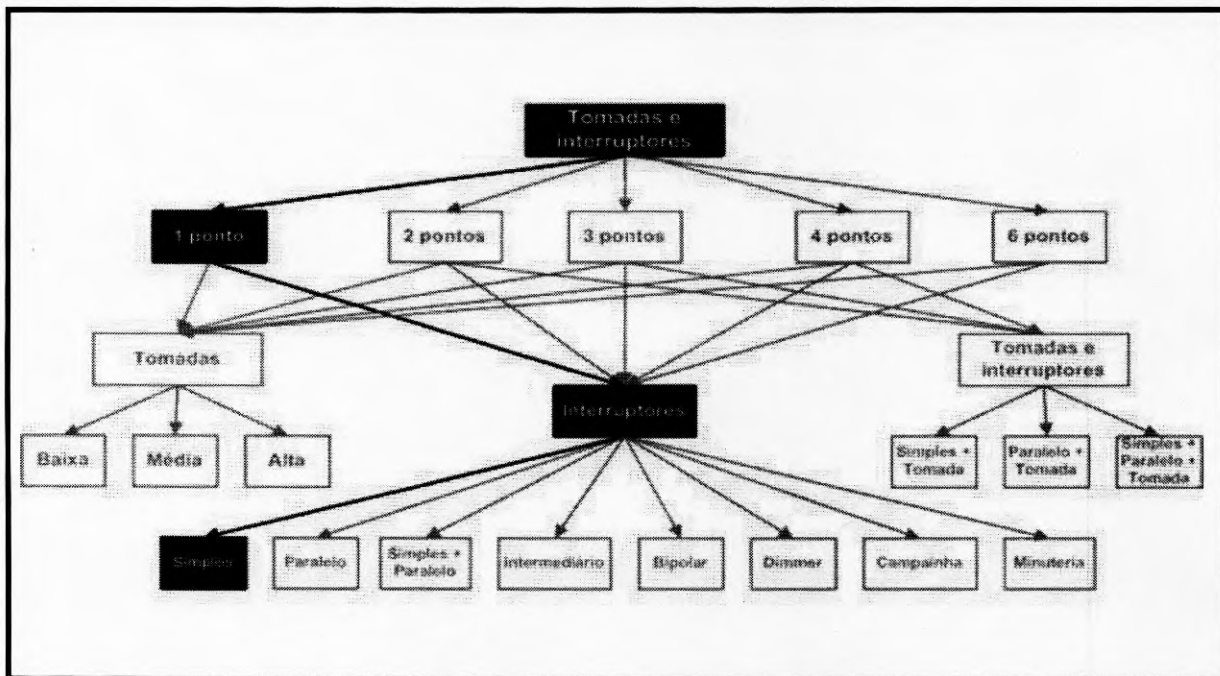 Tomadas e
interruptores
1 ponto
2 pontos
3 pontos
4 pontos
6 pontos
Tomadas
Interruptores
Tomadas e
interruptores
Baixa
Média
Alta
Simples +
Tomada
Paralelo +
Tomada
Simples +
Paralelo +
Tomada
Simples
Paralelo
Simples +
Paralelo
Intermediário
Bipolar
Dimmer
Campainha
Minuteria